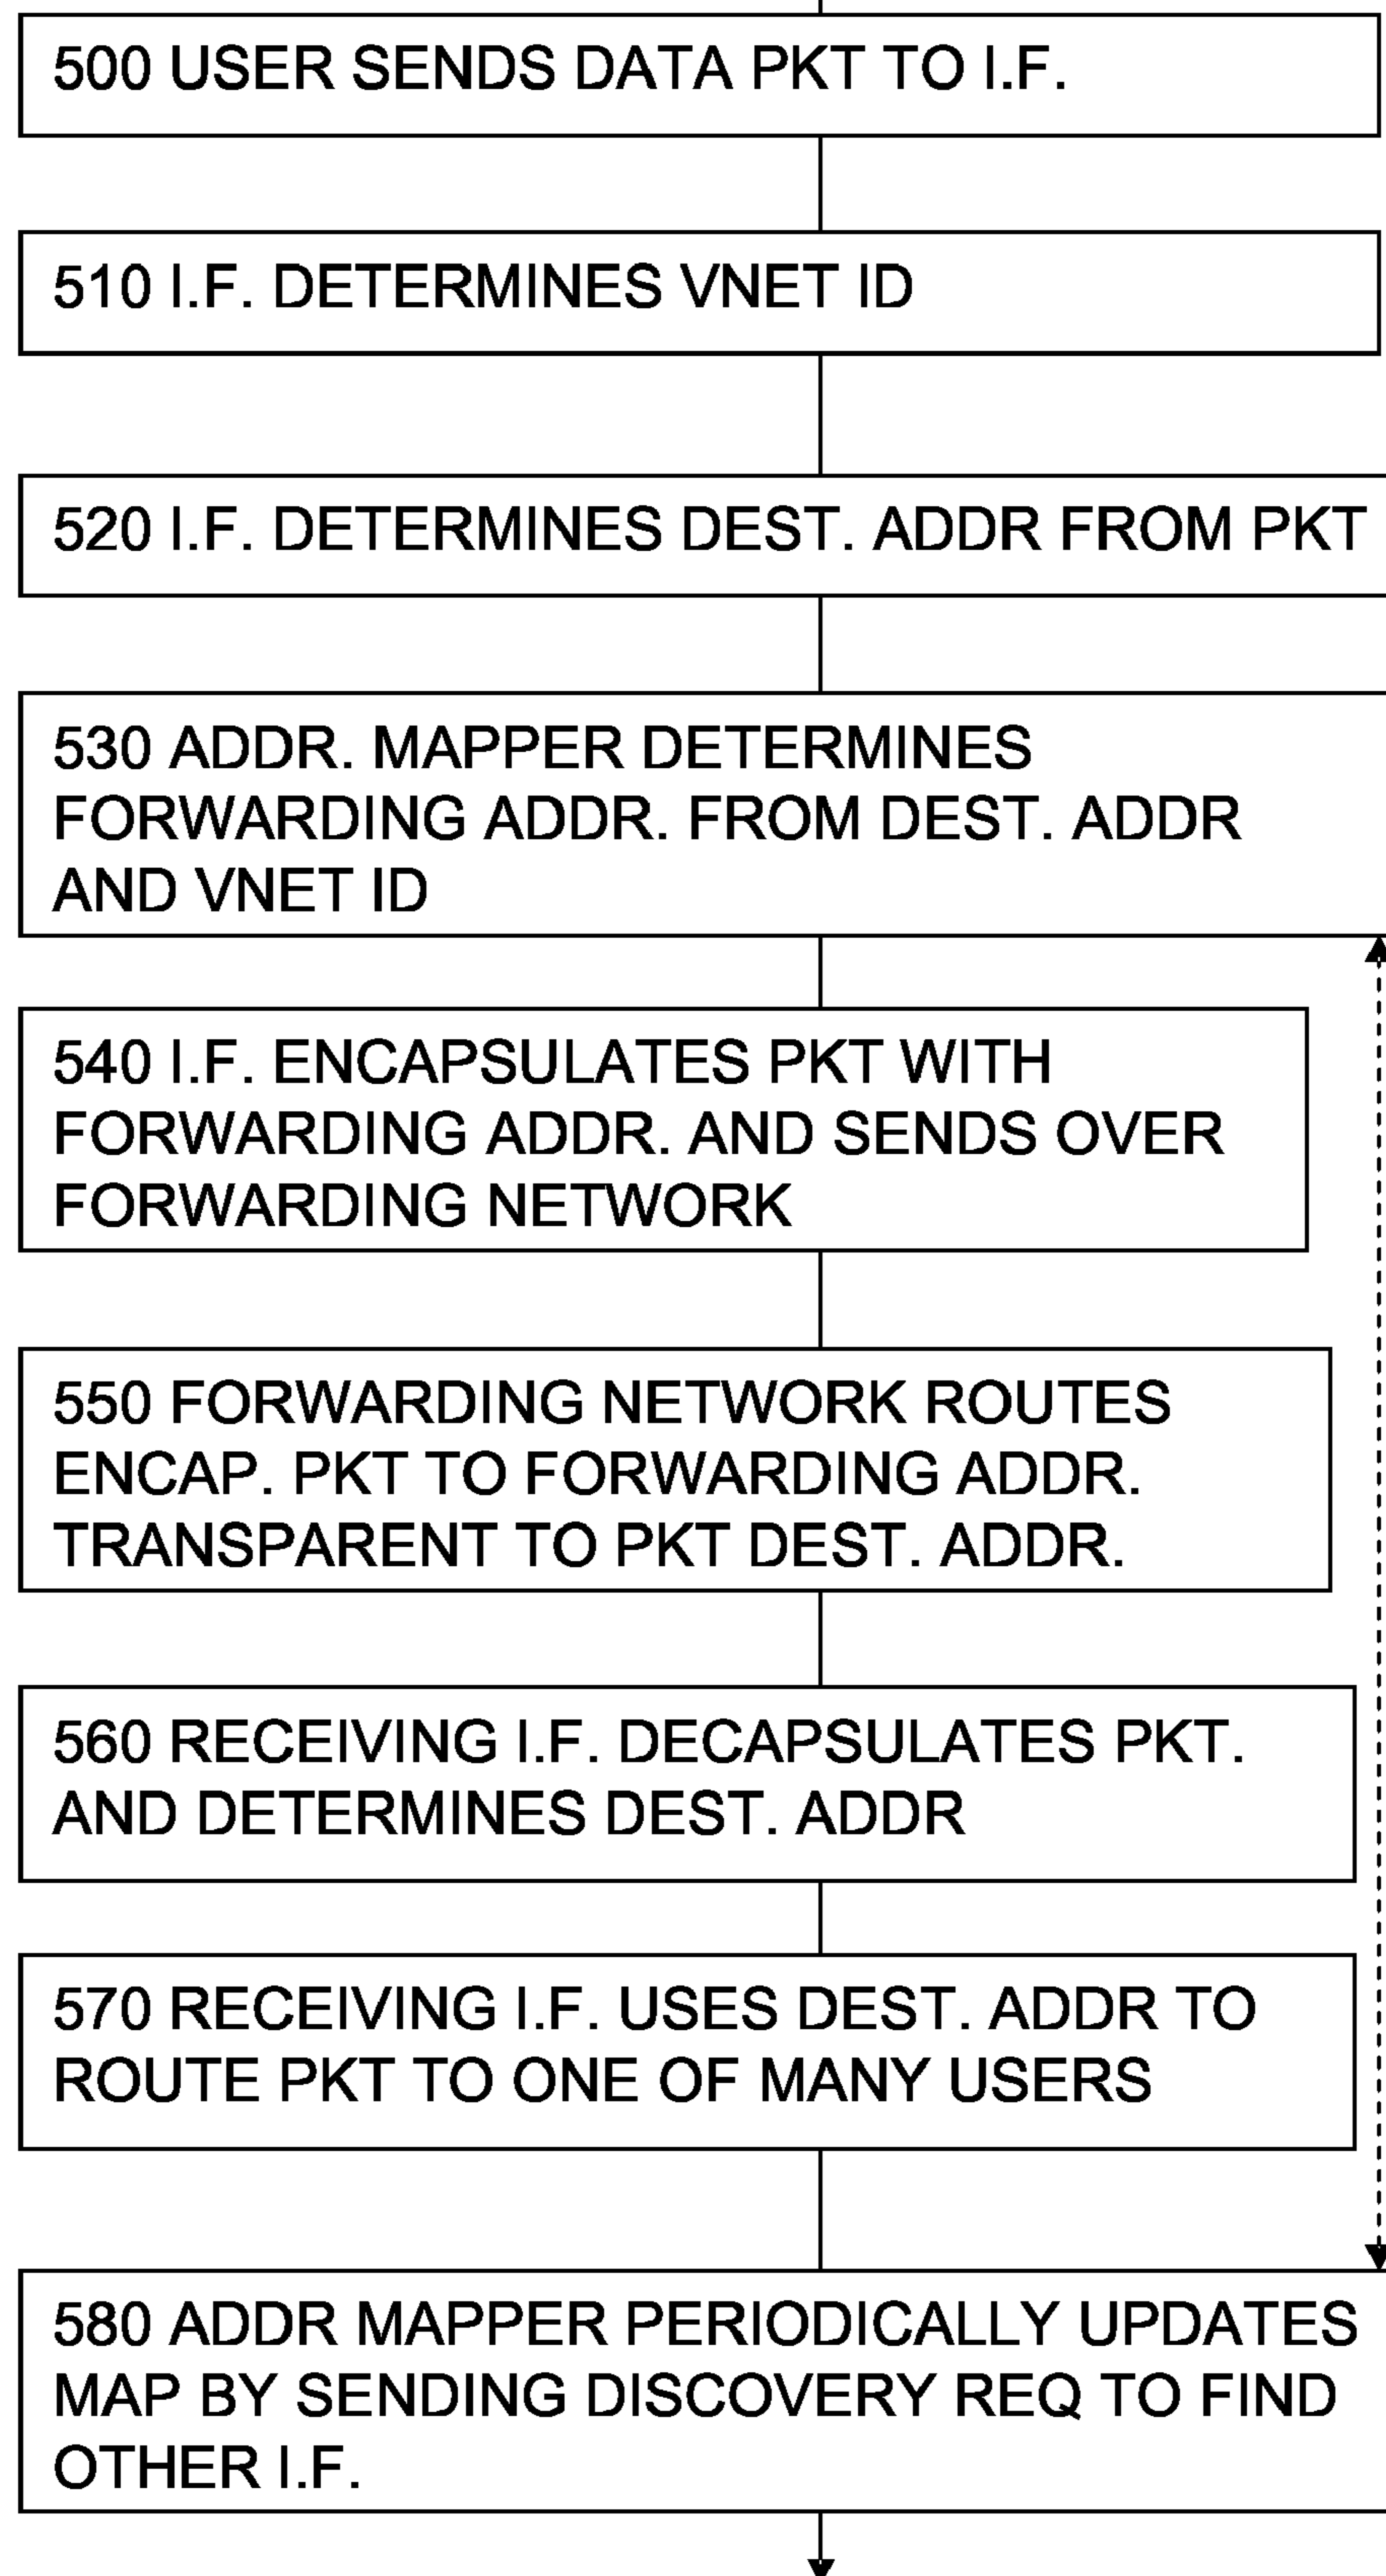 500 USER SENDS DATA PKT TO I.F.
510 I.F. DETERMINES VNET ID
520 I.F. DETERMINES DEST. ADDR FROM PKT
530 ADDR. MAPPER DETERMINES
FORWARDING ADDR. FROM DEST. ADDR
AND VNET ID
540 I.F. ENCAPSULATES PKT WITH
FORWARDING ADDR. AND SENDS OVER
FORWARDING NETWORK
550 FORWARDING NETWORK ROUTES
ENCAP. PKT TO FORWARDING ADDR.
TRANSPARENT TO PKT DEST. ADDR.
560 RECEIVING I.F. DECAPSULATES PKT.
AND DETERMINES DEST. ADDR
570 RECEIVING I.F. USES DEST. ADDR TO
ROUTE PKT TO ONE OF MANY USERS
580 ADDR MAPPER PERIODICALLY UPDATES
MAP BY SENDING DISCOVERY REQ TO FIND
OTHER I.F.